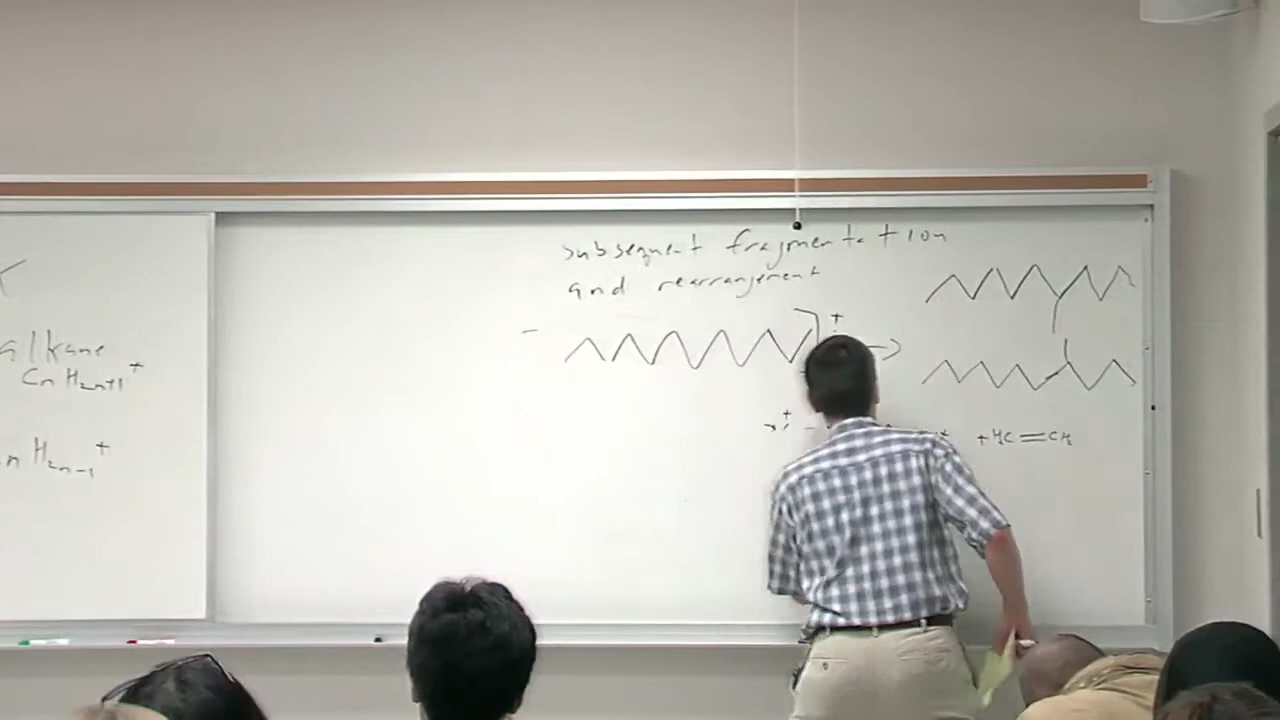 alkane
CnH2n+1+
nH2n-1+
subsequent fragmentation
and rearrangement
+
+H2C=CH2